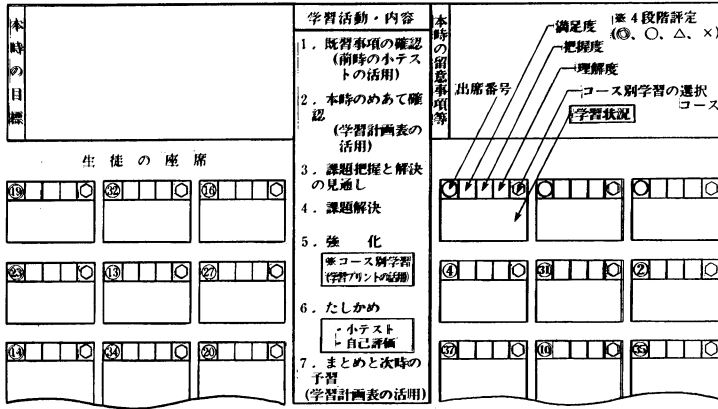 本時の目標
学習活動・内容
1．既習事項の確認
(前時の小テス
トの活用)
2．本時のめあて確
認
(学習計画表の
活用)
3．課題把握と解決
の見通し
4．課題解決
5．強　化
※コース別学習
(学習プリントの活用)
6．たしかめ
・小テスト
・自己評価
7．まとめと次時の
予習
(学習計画表の活用)
本時の留意事項等
満足度
※4段階評定
(◎、○、△、×)
把握度
理解度
出席番号
コース別学習の選択
コース
学習状況
生徒の座席
⑲ ㉜ ⑯
㉓ ⑬ ㉗
④ ㉛ ②
⑭ ㉞ ⑳
㊲ ⑩ ㉟